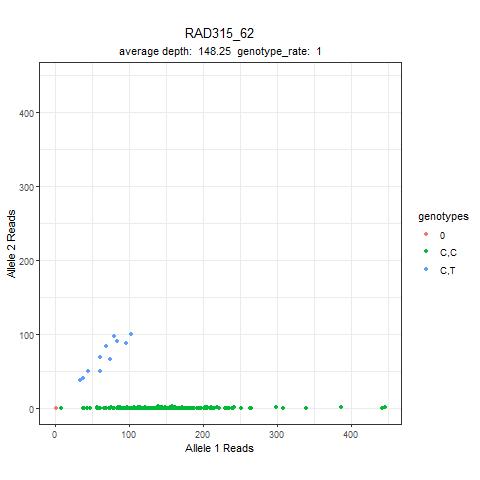 RAD315_62
average depth:  148.25  genotype_rate:  1
Allele 2 Reads
400
300
200
100
0
0 100 200 300 400
Allele 1 Reads
genotypes
0
C,C
C,T